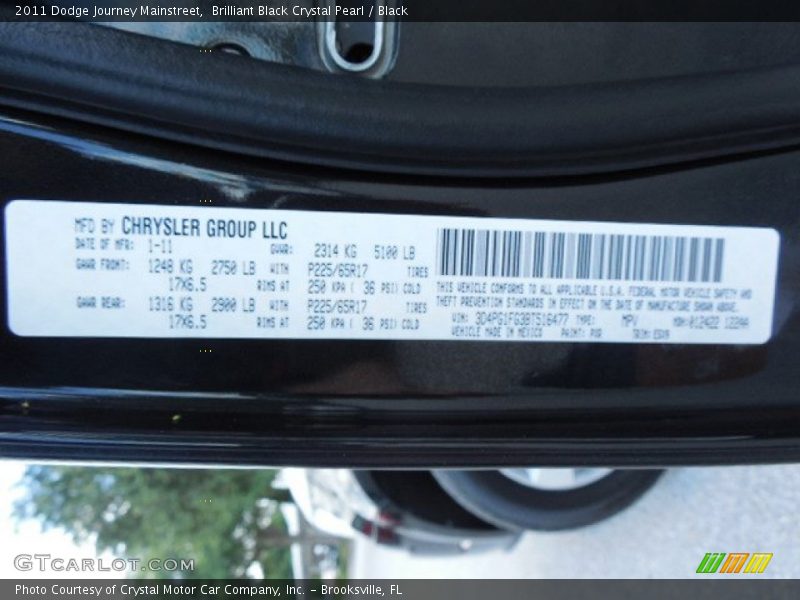 2011 Dodge Journey Mainstreet,  Brilliant Black Crystal Pearl / Black
MFD BY CHRYSLER GROUP LLC
DATE OF MFR: 1-11 GVWR: 2314 KG 5100 LB
GAWR FRONT: 1248 KG 2750 LB WITH P225/65R17 TIRES
17X6.5 RIMS AT 250 KPA ( 36 PSI) COLD
GAWR REAR: 1316 KG 2900 LB WITH P225/65R17 TIRES
17X6.5 RIMS AT 250 KPA ( 36 PSI) COLD
THIS VEHICLE CONFORMS TO ALL APPLICABLE U.S.A. FEDERAL MOTOR VEHICLE SAFETY AND
THEFT PREVENTION STANDARDS IN EFFECT ON THE DATE OF MANUFACTURE SHOWN ABOVE.
VIN: 3D4PG1FG3BT516477 TYPE: MPV MDH:
VEHICLE MADE IN MEXICO PAINT: PXR TRIM:
GTCARLOT.COM
Photo Courtesy of Crystal Motor Car Company, Inc. – Brooksville, FL